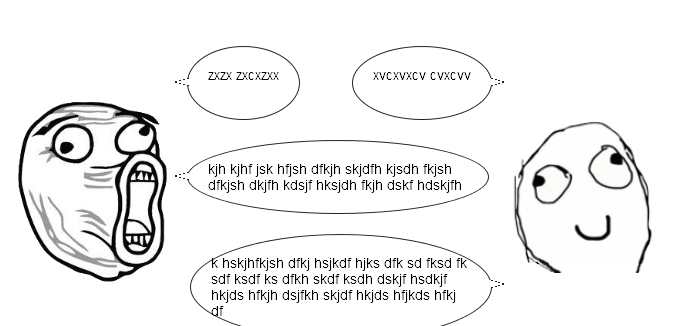 zxzx zxcxzxx
xvcxvxcv cvxcvv
kjh kjhf jsk hfjsh dfkjh skjdfh kjsdh fkjsh
dfkjsh dkjfh kdsjf hksjdh fkjh dskf hdskjfh
k hskjhfkjsh dfkj hsjkdf hjks dfk sd fksd fk
sdf ksdf ks dfkh skdf ksdh dskjf hsdkjf
hkjds hfkjh dsjfkh skjdf hkjds hfjkds hfkj
df